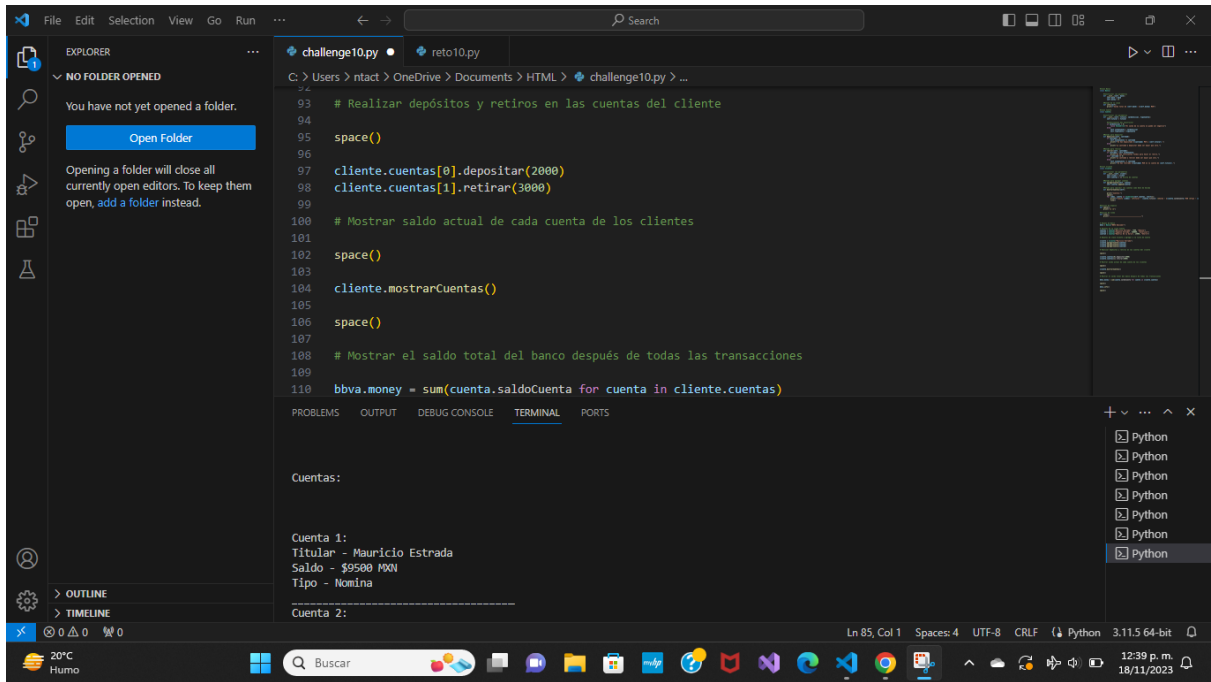 File Edit Selection View Go Run ... Search
EXPLORER ...
NO FOLDER OPENED
You have not yet opened a folder.
Open Folder
Opening a folder will close all
currently open editors. To keep them
open, add a folder instead.
OUTLINE
TIMELINE
challenge10.py reto10.py
C: > Users > ntact > OneDrive > Documents > HTML > challenge10.py > ...
92
93 # Realizar depósitos y retiros en las cuentas del cliente
94
95 space()
96
97 cliente.cuentas[0].depositar(2000)
98 cliente.cuentas[1].retirar(3000)
99
100 # Mostrar saldo actual de cada cuenta de los clientes
101
102 space()
103
104 cliente.mostrarCuentas()
105
106 space()
107
108 # Mostrar el saldo total del banco después de todas las transacciones
109
110 bbva.money = sum(cuenta.saldoCuenta for cuenta in cliente.cuentas)
PROBLEMS OUTPUT DEBUG CONSOLE TERMINAL PORTS
Cuentas:
Cuenta 1:
Titular - Mauricio Estrada
Saldo - $9500 MXN
Tipo - Nomina
____________________________________
Cuenta 2:
Python
Python
Python
Python
Python
Python
Python
1
0 0 0 Ln 85, Col 1 Spaces: 4 UTF-8 CRLF Python 3.11.5 64-bit
20°C
Humo
Buscar
12:39 p. m.
18/11/2023